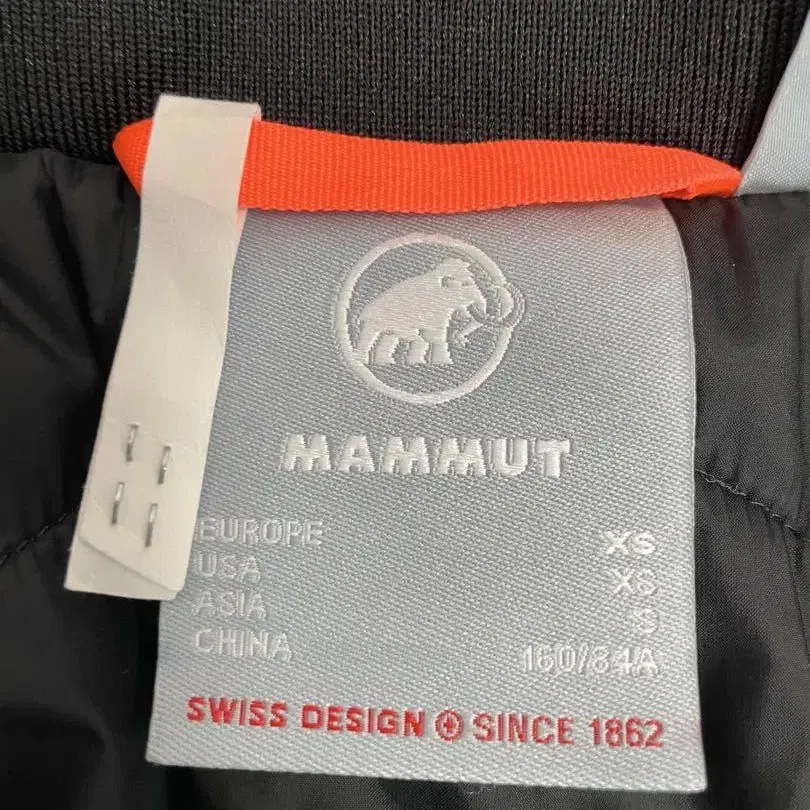 MAMMUT
EUROPE XS
USA XS
ASIA S
CHINA 160/84A
SWISS DESIGN SINCE 1862